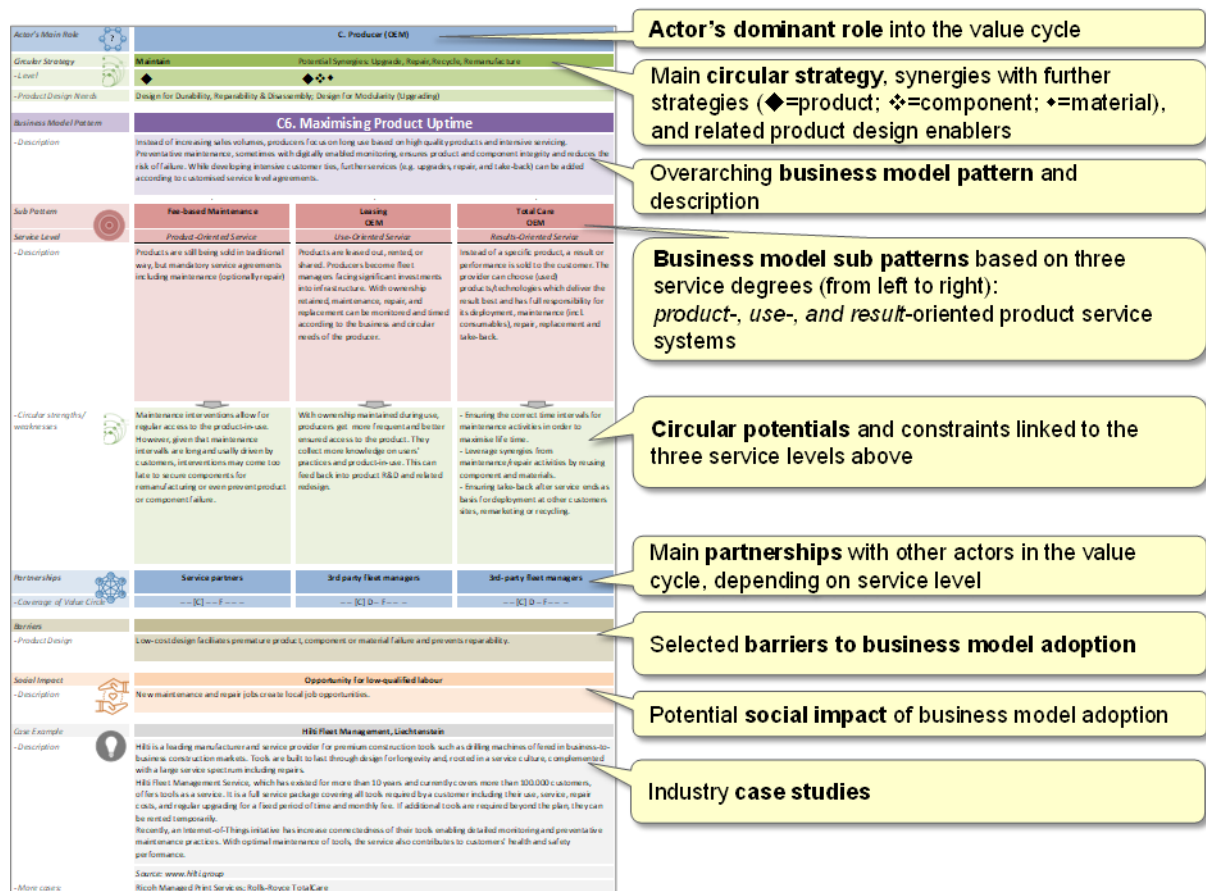 Actor's Main Role
?
C. Producer (OEM)
Circular Strategy
Maintain
Potential Synergies: Upgrade, Repair, Recycle, Remanufacture
-Level
◆
◆❖⬩
-Product Design Needs
Design for Durability, Reparability & Disassembly; Design for Modularity (Upgrading)
Business Model Pattern
C6. Maximising Product Uptime
-Description
Instead of increasing sales volumes, producers focus on long use based on high quality products and intensive servicing.
Preventative maintenance, sometimes with digitally enabled monitoring, ensures product and component integrity and reduces the
risk of failure. While developing intensive customer ties, further services (e.g. upgrades, repair, and take-back) can be added
according to customised service level agreements.
Sub Pattern
Fee-based Maintenance
Leasing
OEM
Total Care
OEM
Service Level
Product-Oriented Service
Use-Oriented Service
Results-Oriented Service
-Description
Products are still being sold in traditional
way, but mandatory service agreements
including maintenance (optionally repair)
Products are leased out, rented, or
shared. Producers become fleet
managers facing significant investments
into infrastructure. With ownership
retained, maintenance, repair, and
replacement can be monitored and timed
according to the business and circular
needs of the producer.
Instead of a specific product, a result or
performance is sold to the customer. The
provider can choose (used)
products/technologies which deliver the
result best and has full responsibility for
its deployment, maintenance (incl.
consumables), repair, replacement and
take-back.
-Circular strengths/
weaknesses
Maintenance interventions allow for
regular access to the product-in-use.
However, given that maintenance
intervals are long and usally driven by
customers, interventions may come too
late to secure components for
remanufacturing or even prevent product
or component failure.
With ownership maintained during use,
producers get more frequent and better
ensured access to the product. They
collect more knowledge on users'
practices and product-in-use. This can
feed back into product R&D and related
redesign.
- Ensuring the correct time intervals for
maintenance activities in order to
maximise life time.
- Leverage synergies from
maintenance/repair activities by reusing
component and materials.
- Ensuring take-back after service ends as
basis for deployment at other customers
sites, remarketing or recycling.
Partnerships
Service partners
3rd party fleet managers
3rd-party fleet managers
-Coverage of Value Circle
– – [C] – – F – – –
– – [C] D – F – – –
– – [C] D – F – – –
Barriers
-Product Design
Low-cost design faciliates premature product, component or material failure and prevents reparability.
Social Impact
Opportunity for low-qualified labour
-Description
New maintenance and repair jobs create local job opportunities.
Case Example
Hilti Fleet Management, Liechtenstein
-Description
Hilti is a leading manufacturer and service provider for premium construction tools such as drilling machines offered in business-to-
business construction markets. Tools are built to last through design for longevity and, rooted in a service culture, complemented
with a large service spectrum including repairs.
Hilti Fleet Management Service, which has existed for more than 10 years and currently covers more than 100.000 customers,
offers tools as a service. It is a full service package covering all tools required by a customer including their use, service, repair
costs, and regular upgrading for a fixed period of time and monthly fee. If additional tools are required beyond the plan, they can
be rented temporarily.
Recently, an Internet-of-Things initative has increase connectedness of their tools enabling detailed monitoring and preventative
maintenance practices. With optimal maintenance of tools, the service also contributes to customers' health and safety
performance.
Source: www.hilti.group
-More cases:
Ricoh Managed Print Services; Rolls-Royce TotalCare
Actor's dominant role into the value cycle
Main circular strategy, synergies with further
strategies (◆=product; ❖=component; ⬩=material),
and related product design enablers
Overarching business model pattern and
description
Business model sub patterns based on three
service degrees (from left to right):
product-, use-, and result-oriented product service
systems
Circular potentials and constraints linked to the
three service levels above
Main partnerships with other actors in the value
cycle, depending on service level
Selected barriers to business model adoption
Potential social impact of business model adoption
Industry case studies